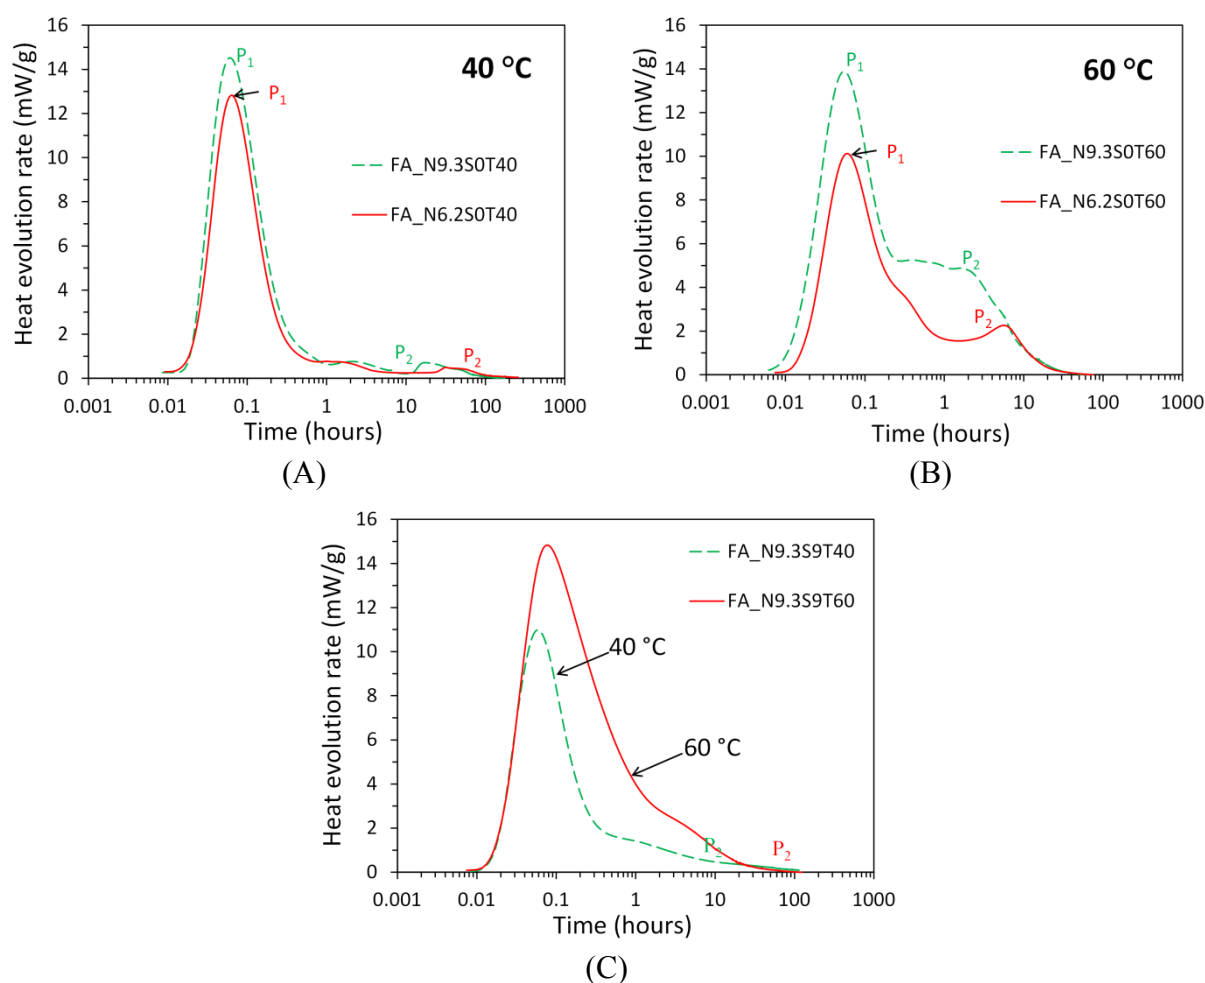 Heat evolution rate (mW/g)
16
14
12
10
8
6
4
2
0
0.001
0.01
0.1
1
10
100
1000
Time (hours)
40 °C
P1
P1
FA_N9.3S0T40
FA_N6.2S0T40
P2
P2
(A)
Heat evolution rate (mW/g)
16
14
12
10
8
6
4
2
0
0.001
0.01
0.1
1
10
100
1000
Time (hours)
60 °C
P1
P1
FA_N9.3S0T60
FA_N6.2S0T60
P2
P2
(B)
Heat evolution rate (mW/g)
16
14
12
10
8
6
4
2
0
0.001
0.01
0.1
1
10
100
1000
Time (hours)
FA_N9.3S9T40
FA_N9.3S9T60
40 °C
60 °C
P2
P2
(C)